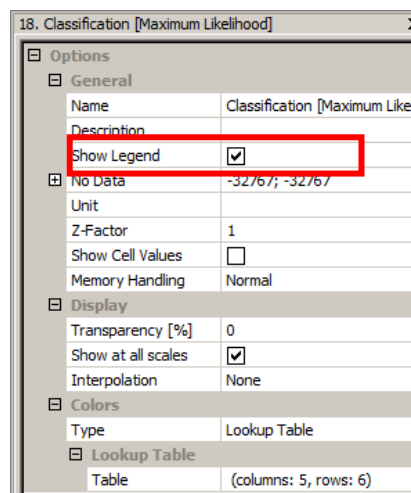 18. Classification [Maximum Likelihood]
Options
General
Name Classification [Maximum Like
Description
Show Legend
No Data -32767; -32767
Unit
Z-Factor 1
Show Cell Values
Memory Handling Normal
Display
Transparency [%] 0
Show at all scales
Interpolation None
Colors
Type Lookup Table
Lookup Table
Table (columns: 5, rows: 6)